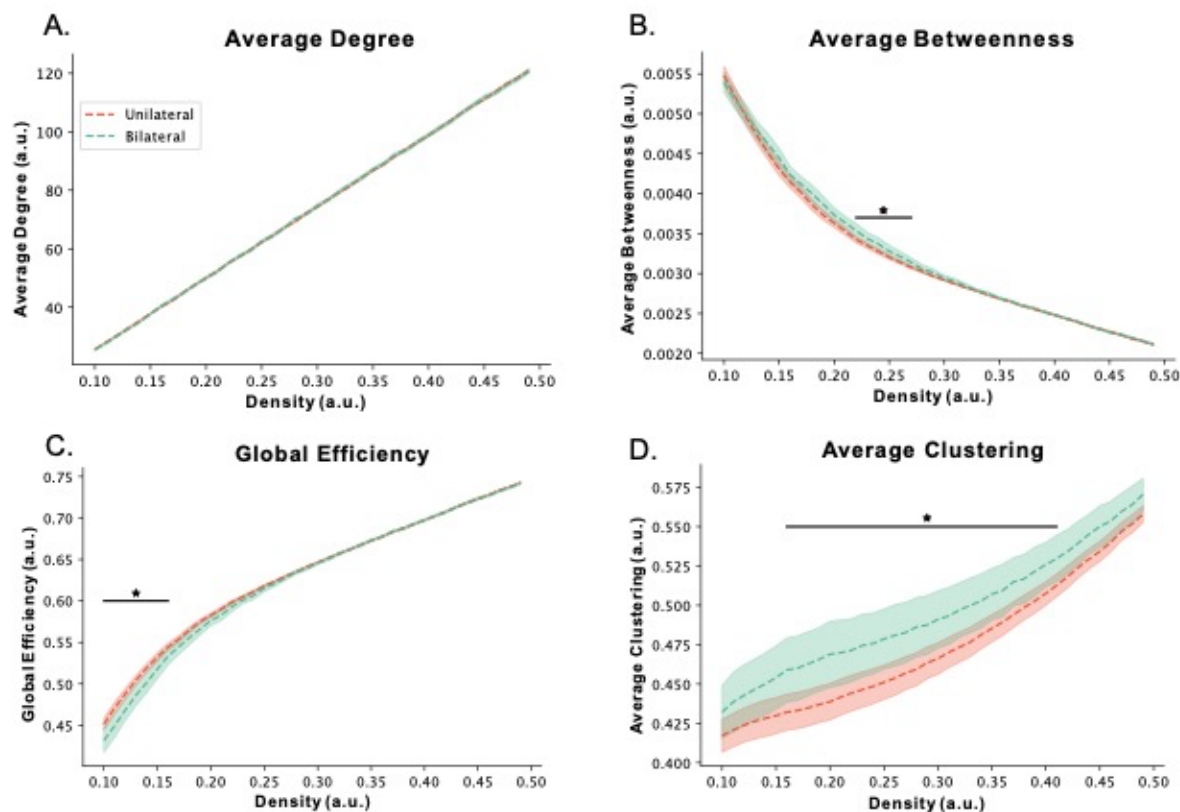 A.
Average Degree
Average Degree (a.u.)
120
100
80
60
40
Unilateral
Bilateral
0.10 0.15 0.20 0.25 0.30 0.35 0.40 0.45 0.50
Density (a.u.)
B.
Average Betweenness
Average Betweenness (a.u.)
0.0055
0.0050
0.0045
0.0040
0.0035
0.0030
0.0025
0.0020
0.10 0.15 0.20 0.25 0.30 0.35 0.40 0.45 0.50
Density (a.u.)
C.
Global Efficiency
Global Efficiency (a.u.)
0.75
0.70
0.65
0.60
0.55
0.50
0.45
0.10 0.15 0.20 0.25 0.30 0.35 0.40 0.45 0.50
Density (a.u.)
D.
Average Clustering
Average Clustering (a.u.)
0.575
0.550
0.525
0.500
0.475
0.450
0.425
0.400
0.10 0.15 0.20 0.25 0.30 0.35 0.40 0.45 0.50
Density (a.u.)